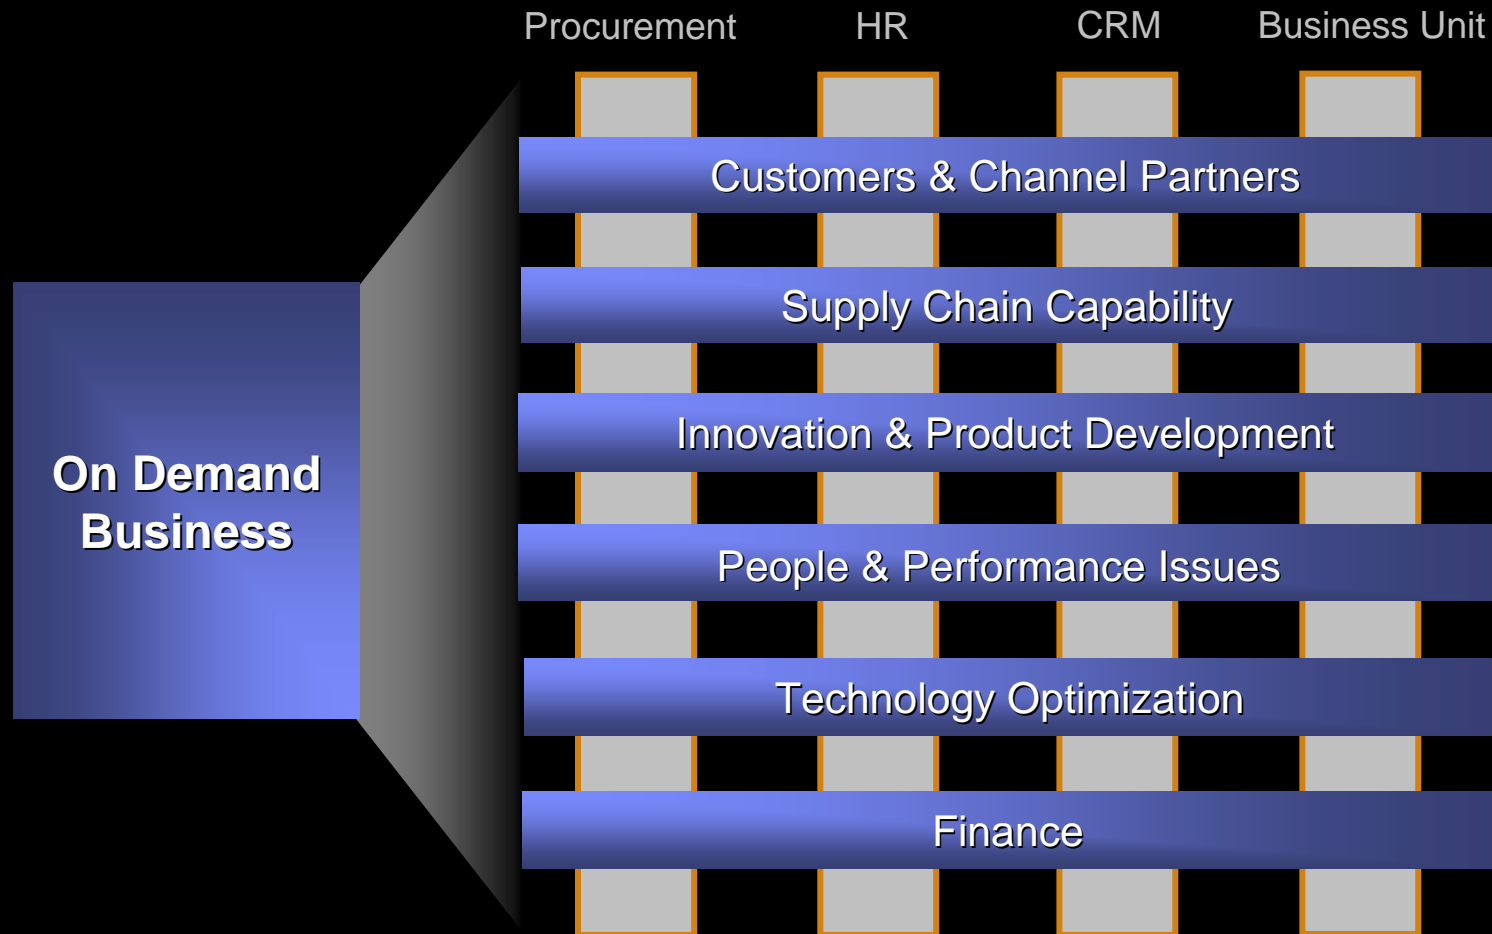 Procurement HR CRM Business Unit
Customers & Channel Partners
Supply Chain Capability
Innovation & Product Development
On Demand
Business
People & Performance Issues
Technology Optimization
Finance